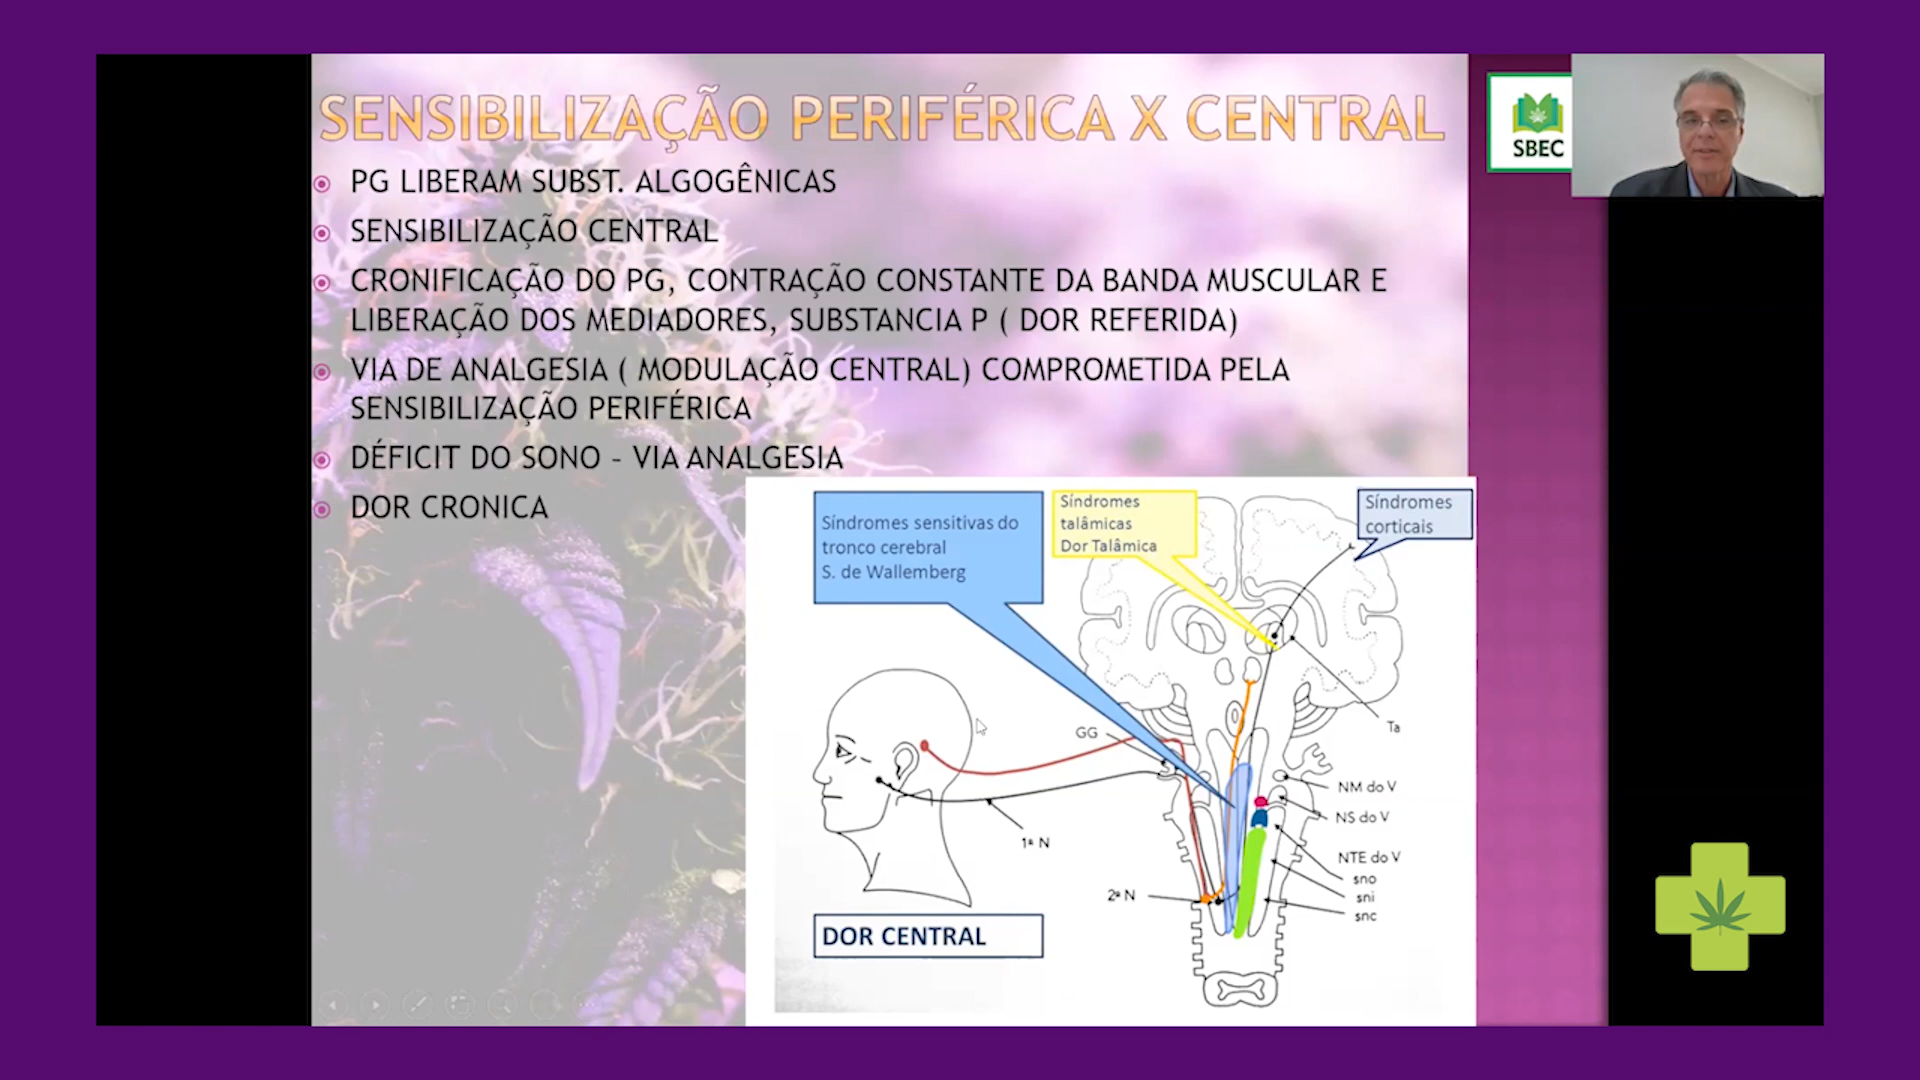 SENSIBILIZAÇÃO PERIFÉRICA X CENTRAL
PG LIBERAM SUBST. ALGOGÊNICAS
SENSIBILIZAÇÃO CENTRAL
CRONIFICAÇÃO DO PG, CONTRAÇÃO CONSTANTE DA BANDA MUSCULAR E
LIBERAÇÃO DOS MEDIADORES, SUBSTANCIA P ( DOR REFERIDA)
VIA DE ANALGESIA ( MODULAÇÃO CENTRAL) COMPROMETIDA PELA
SENSIBILIZAÇÃO PERIFÉRICA
DÉFICIT DO SONO - VIA ANALGESIA
DOR CRONICA
SBEC
Síndromes sensitivas do
tronco cerebral
S. de Wallemberg
Síndromes
talâmicas
Dor Talâmica
Síndromes
corticais
GG
Ta
1ª N
2ª N
NM do V
NS do V
NTE do V
sno
sni
snc
DOR CENTRAL